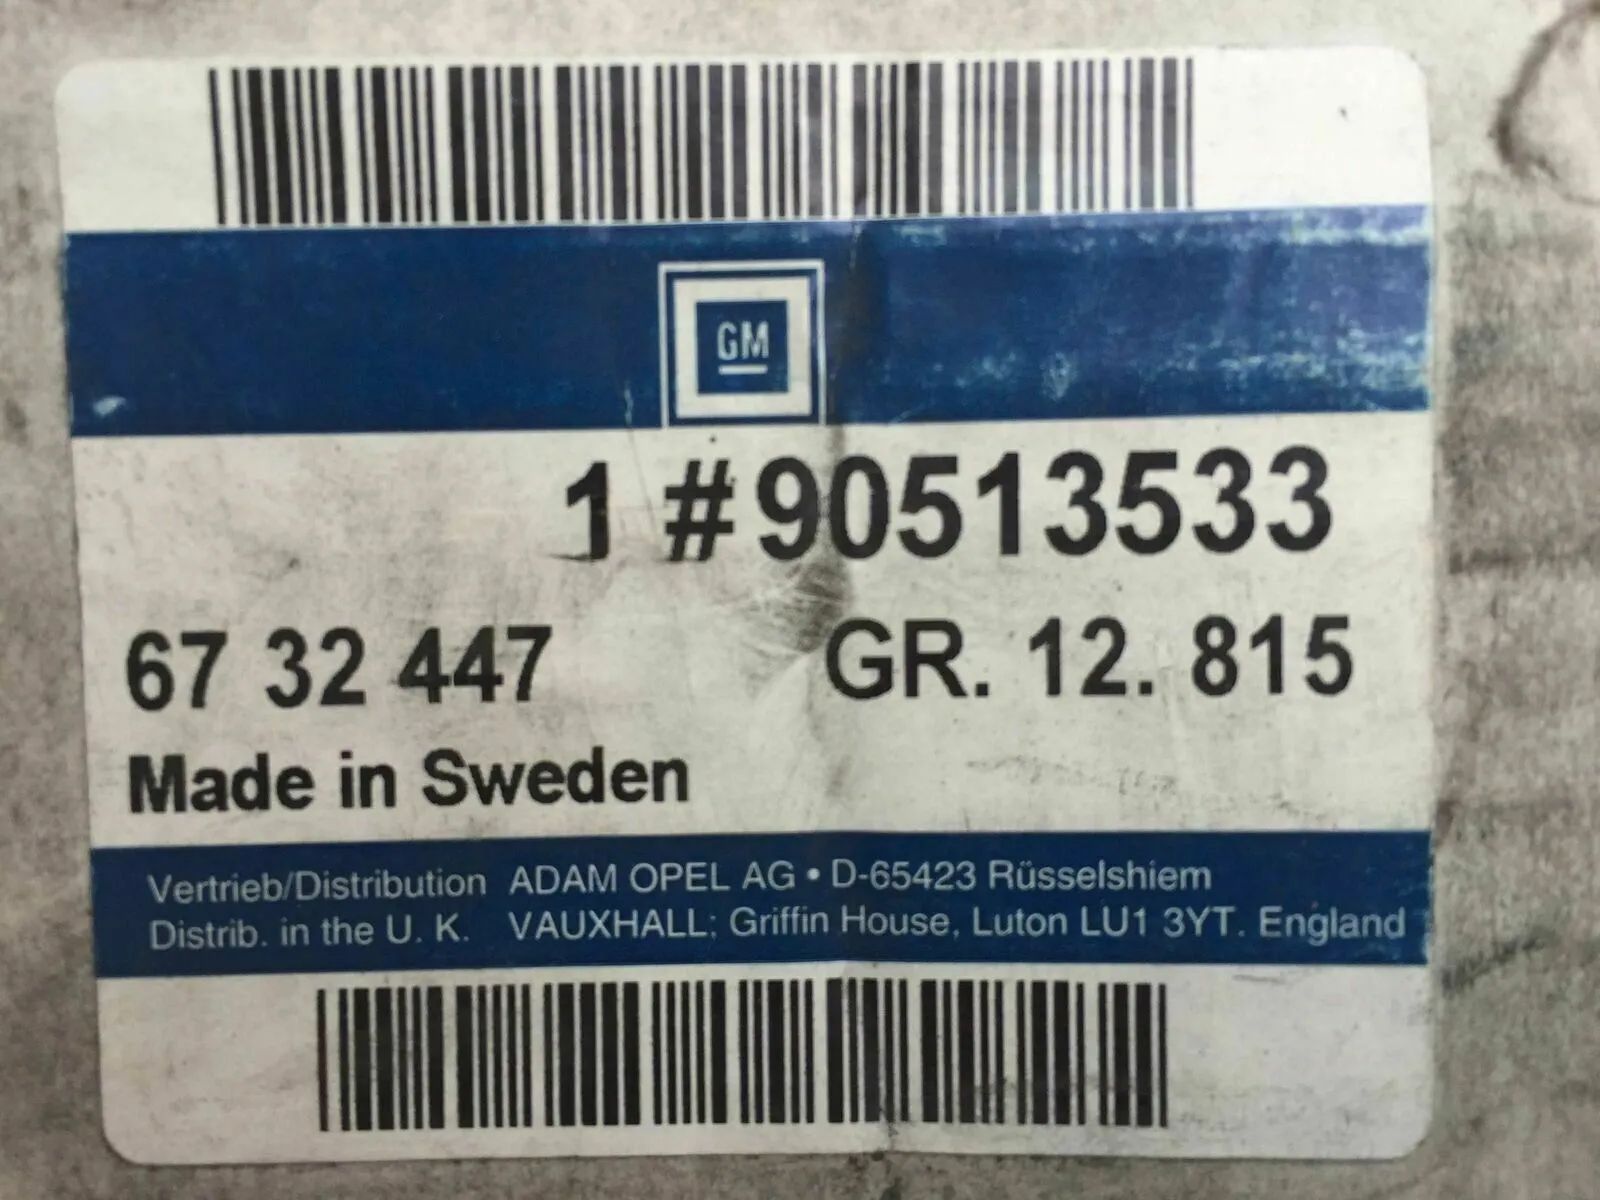 GM
1 #90513533
67 32 447 GR. 12. 815
Made in Sweden
Vertrieb/Distribution ADAM OPEL AG • D-65423 Rüsselshiem
Distrib. in the U. K. VAUXHALL: Griffin House, Luton LU1 3YT. England